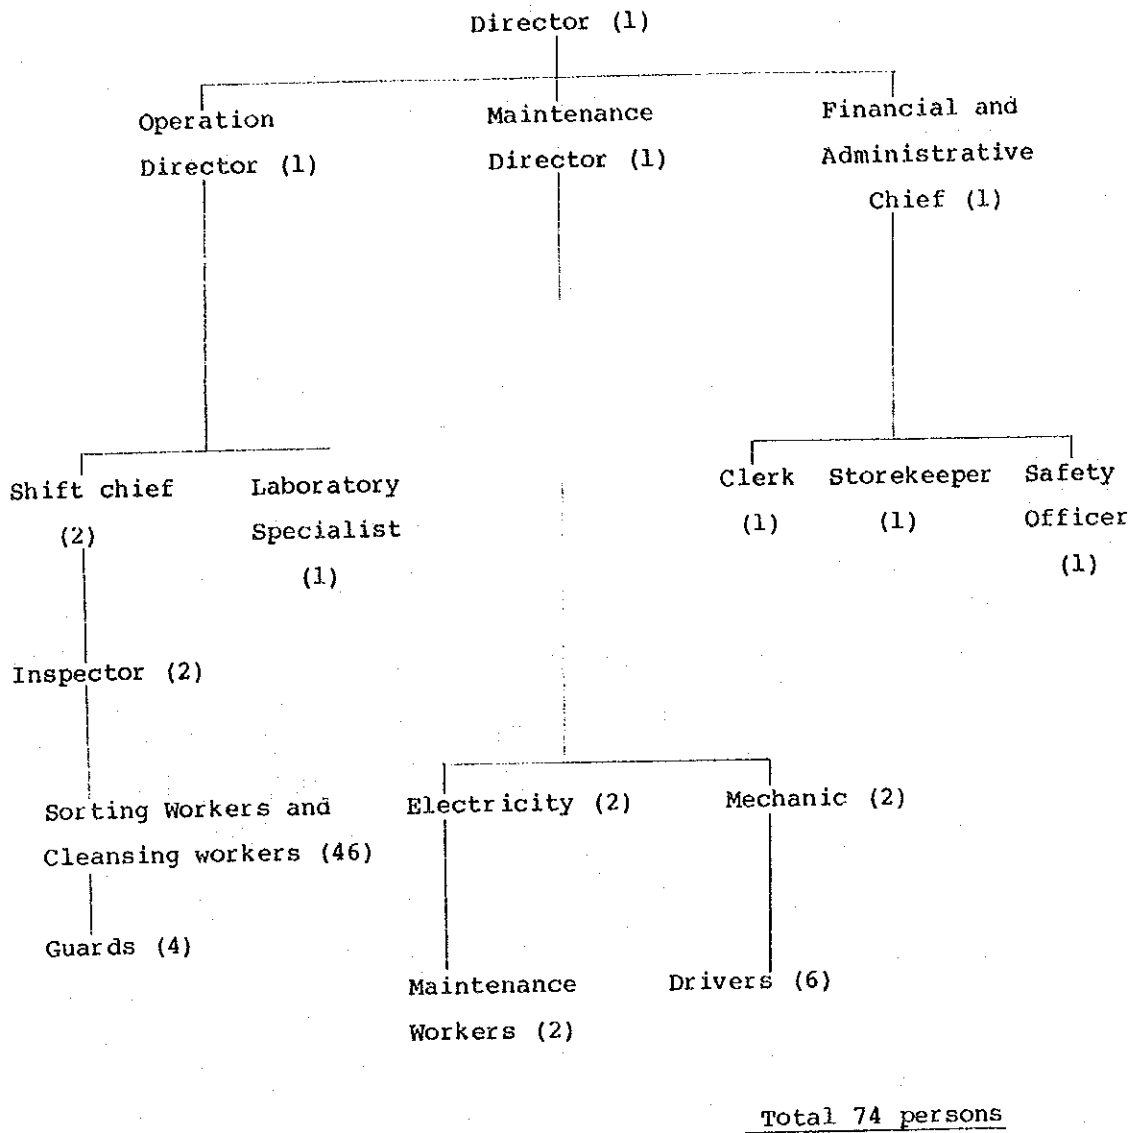 Director (1)
Operation
Director (1)
Maintenance
Director (1)
Financial and
Administrative
Chief (1)
Shift chief
(2)
Laboratory
Specialist
(1)
Clerk
(1)
Storekeeper
(1)
Safety
Officer
(1)
Inspector (2)
Sorting Workers and
Cleansing workers (46)
Guards (4)
Electricity (2)
Mechanic (2)
Maintenance
Workers (2)
Drivers (6)
Total 74 persons